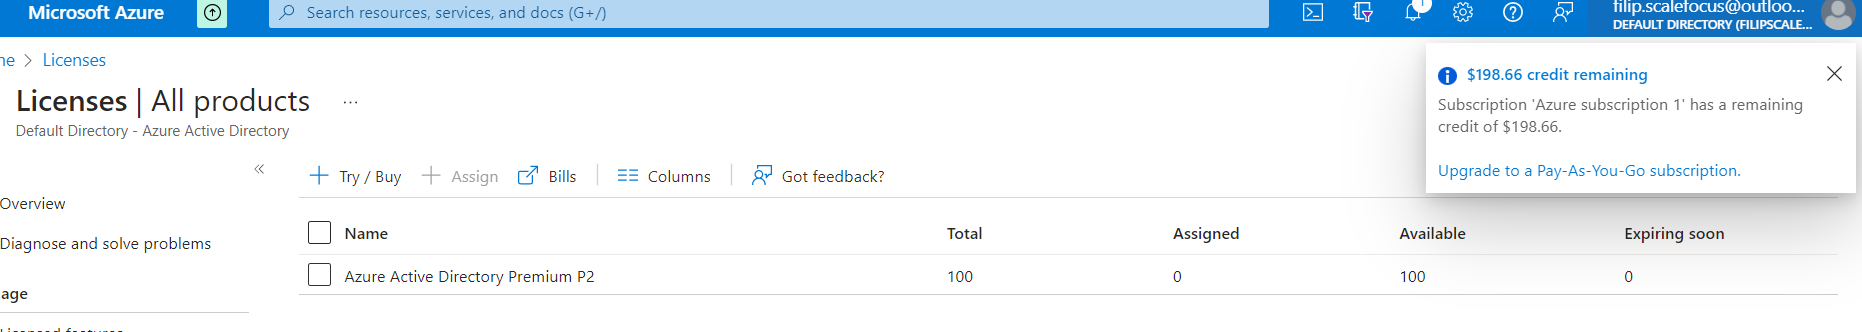 Microsoft Azure
Search resources, services, and docs (G+/)
1
filip.scalefocus@outloo...
DEFAULT DIRECTORY (FILIPSCALE...
ne > Licenses
Licenses | All products ...
Default Directory - Azure Active Directory
$198.66 credit remaining
Subscription 'Azure subscription 1' has a remaining
credit of $198.66.
Upgrade to a Pay-As-You-Go subscription.
Try / Buy
Assign
Bills
Columns
Got feedback?
Overview
Diagnose and solve problems
age
Licensed features
Name Total Assigned Available Expiring soon
Azure Active Directory Premium P2 100 0 100 0